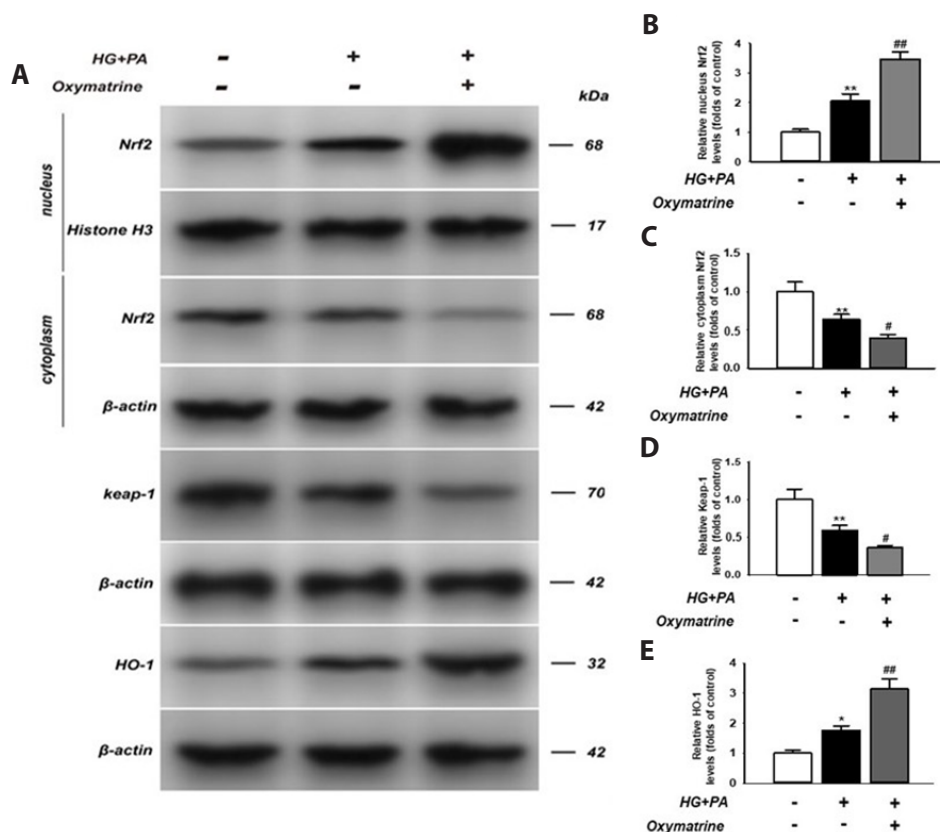 A
HG+PA - + +
Oxymatrine - - +
kDa
nucleus
Nrf2 68
Histone H3 17
cytoplasm
Nrf2 68
β-actin 42
keap-1 70
β-actin 42
HO-1 32
β-actin 42
B
Relative nucleus Nrf2
levels (folds of control)
4
3
2
1
0
**
##
HG+PA - + +
Oxymatrine - - +
C
Relative cytoplasm Nrf2
levels (folds of control)
1.5
1.0
0.5
0.0
**
#
HG+PA - + +
Oxymatrine - - +
D
Relative Keap-1
levels (folds of control)
1.5
1.0
0.5
0.0
**
#
HG+PA - + +
Oxymatrine - - +
E
Relative HO-1
levels (folds of control)
4
3
2
1
0
*
##
HG+PA - + +
Oxymatrine - - +